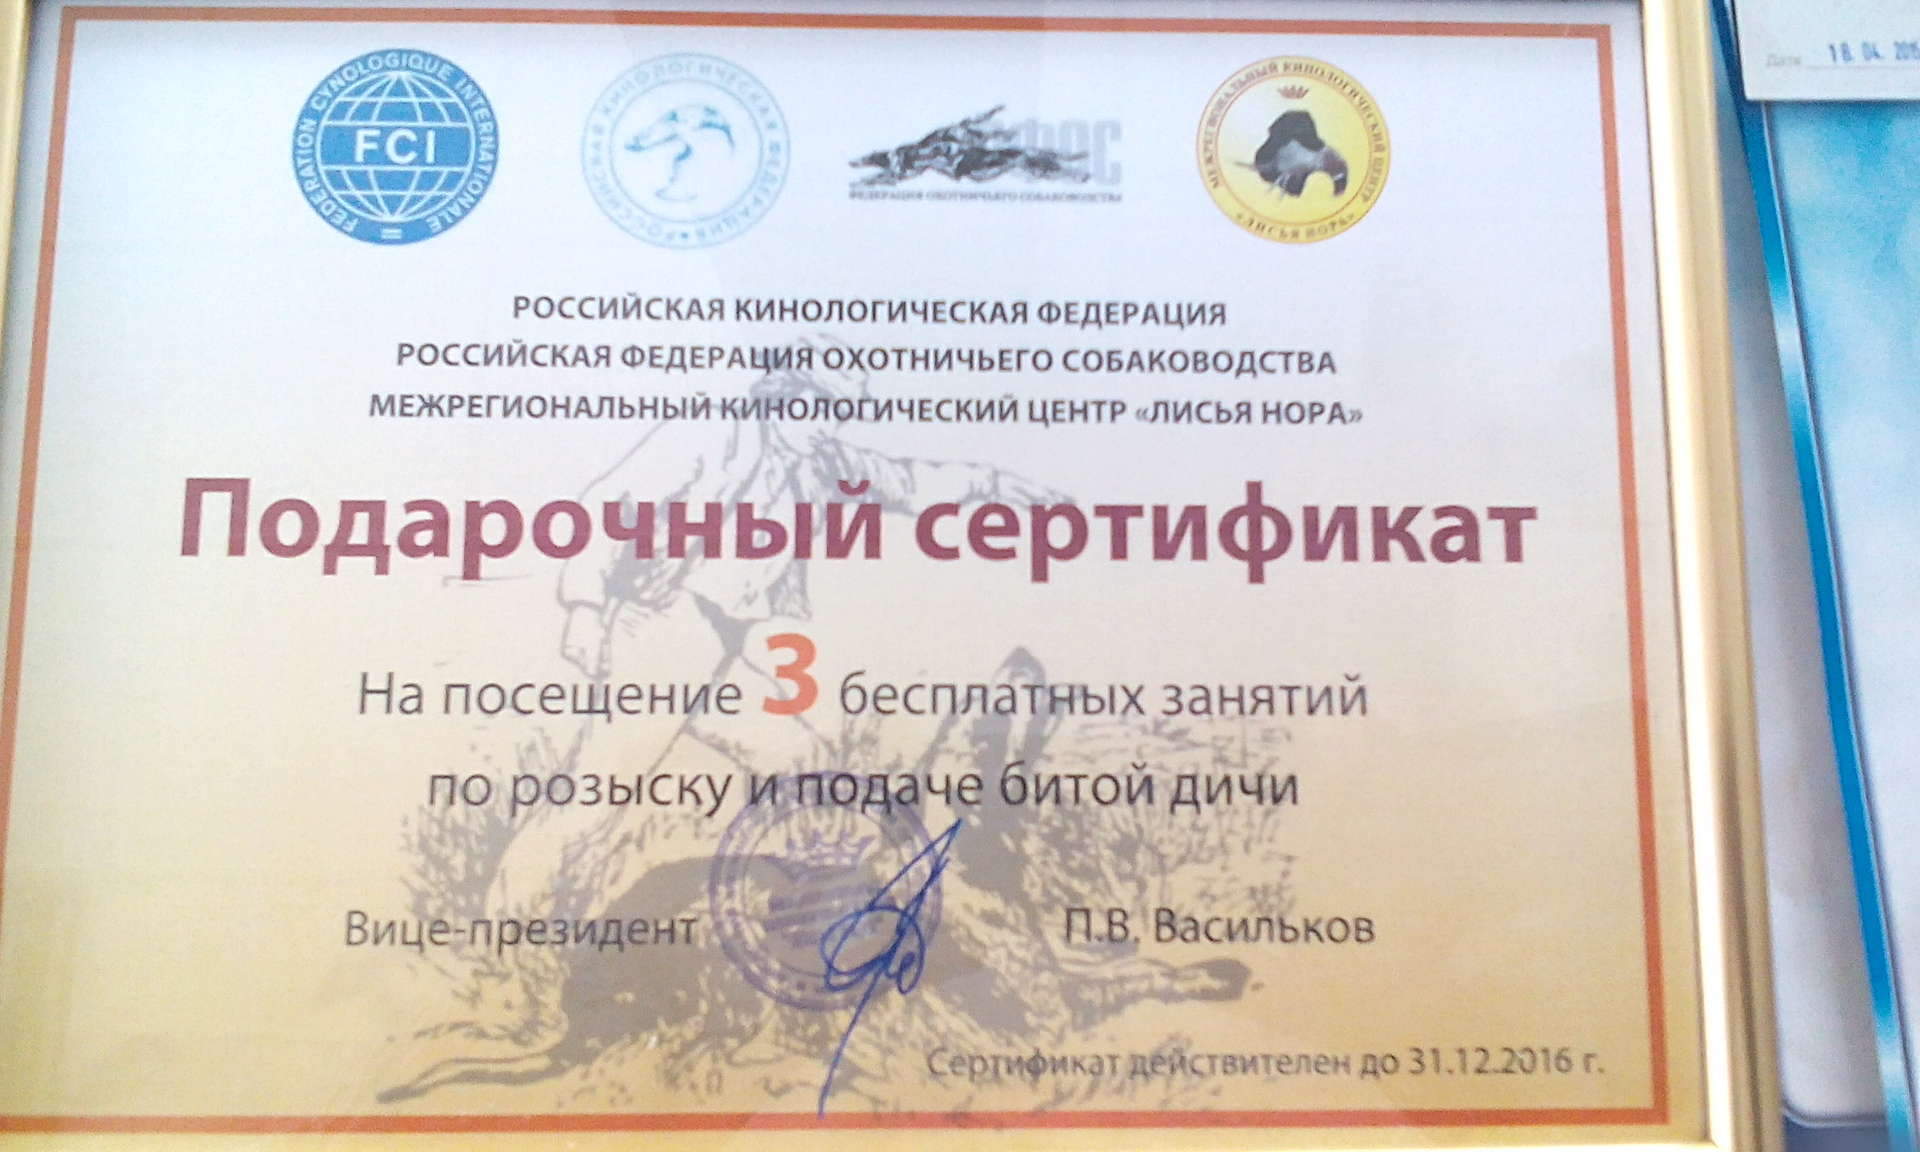 FEDERATION CYNOLOGIQUE INTERNATIONALE
FCI
РОССИЙСКАЯ КИНОЛОГИЧЕСКАЯ ФЕДЕРАЦИЯ
РФОС
ФЕДЕРАЦИЯ ОХОТНИЧЬЕГО СОБАКОВОДСТВА
МЕЖРЕГИОНАЛЬНЫЙ КИНОЛОГИЧЕСКИЙ ЦЕНТР
«ЛИСЬЯ НОРА»
Дата 18. 04. 2015
РОССИЙСКАЯ КИНОЛОГИЧЕСКАЯ ФЕДЕРАЦИЯ
РОССИЙСКАЯ ФЕДЕРАЦИЯ ОХОТНИЧЬЕГО СОБАКОВОДСТВА
МЕЖРЕГИОНАЛЬНЫЙ КИНОЛОГИЧЕСКИЙ ЦЕНТР «ЛИСЬЯ НОРА»
Подарочный сертификат
На посещение 3 бесплатных занятий
по розыску и подаче битой дичи
Вице-президент П.В. Васильков
Сертификат действителен до 31.12.2016 г.